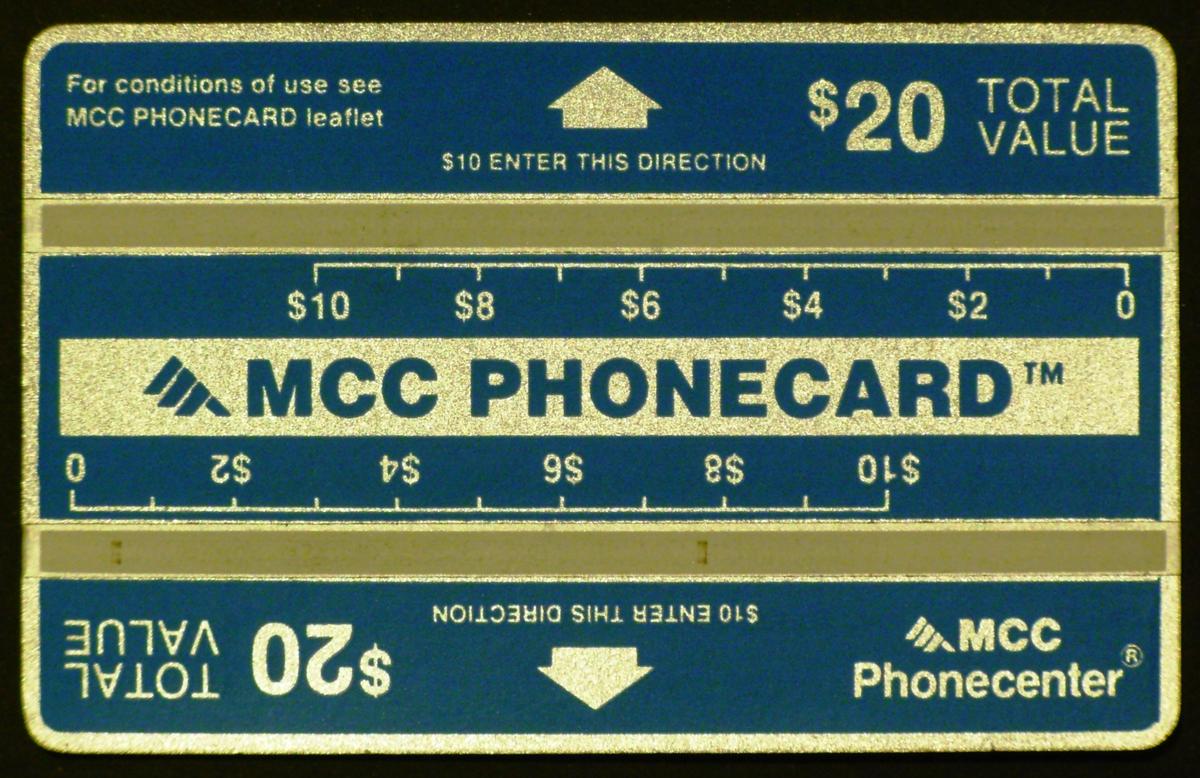 For conditions of use see
MCC PHONECARD leaflet
$10 ENTER THIS DIRECTION
$20 TOTAL VALUE
$10 $8 $6 $4 $2 0
MCC PHONECARD™
0 $2 $4 $6 $8 $10
$10 ENTER THIS DIRECTION
$20 TOTAL VALUE
MCC
Phonecenter®